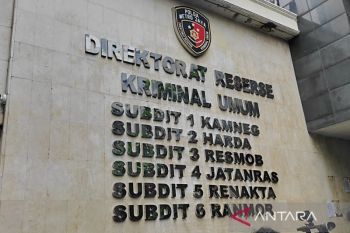 DIREKTORAT RESERSE
KRIMINAL UMUM
SUBDIT 1 KAMNEG
SUBDIT 2 HARDA
SUBDIT 3 RESMOB
SUBDIT 4 JATANRAS
SUBDIT 5 RENAKTA
SUBDIT 6 RANMOR
ANTARA